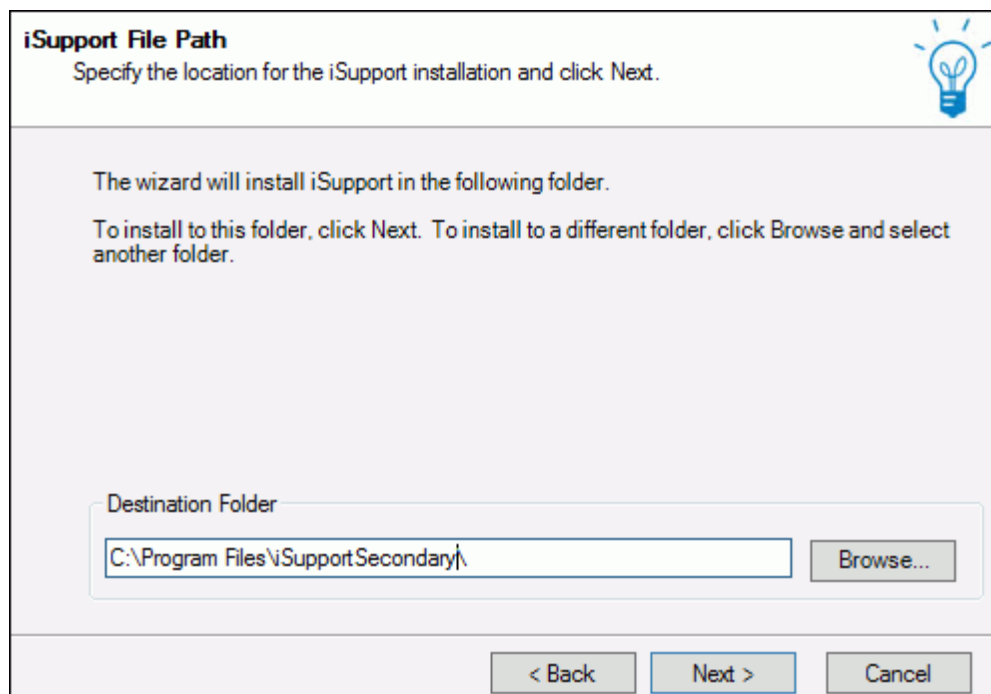 iSupport File Path
Specify the location for the iSupport installation and click Next.
The wizard will install iSupport in the following folder.
To install to this folder, click Next. To install to a different folder, click Browse and select
another folder.
Destination Folder
C:\Program Files\iSupportSecondary\
Browse...
< Back
Next >
Cancel